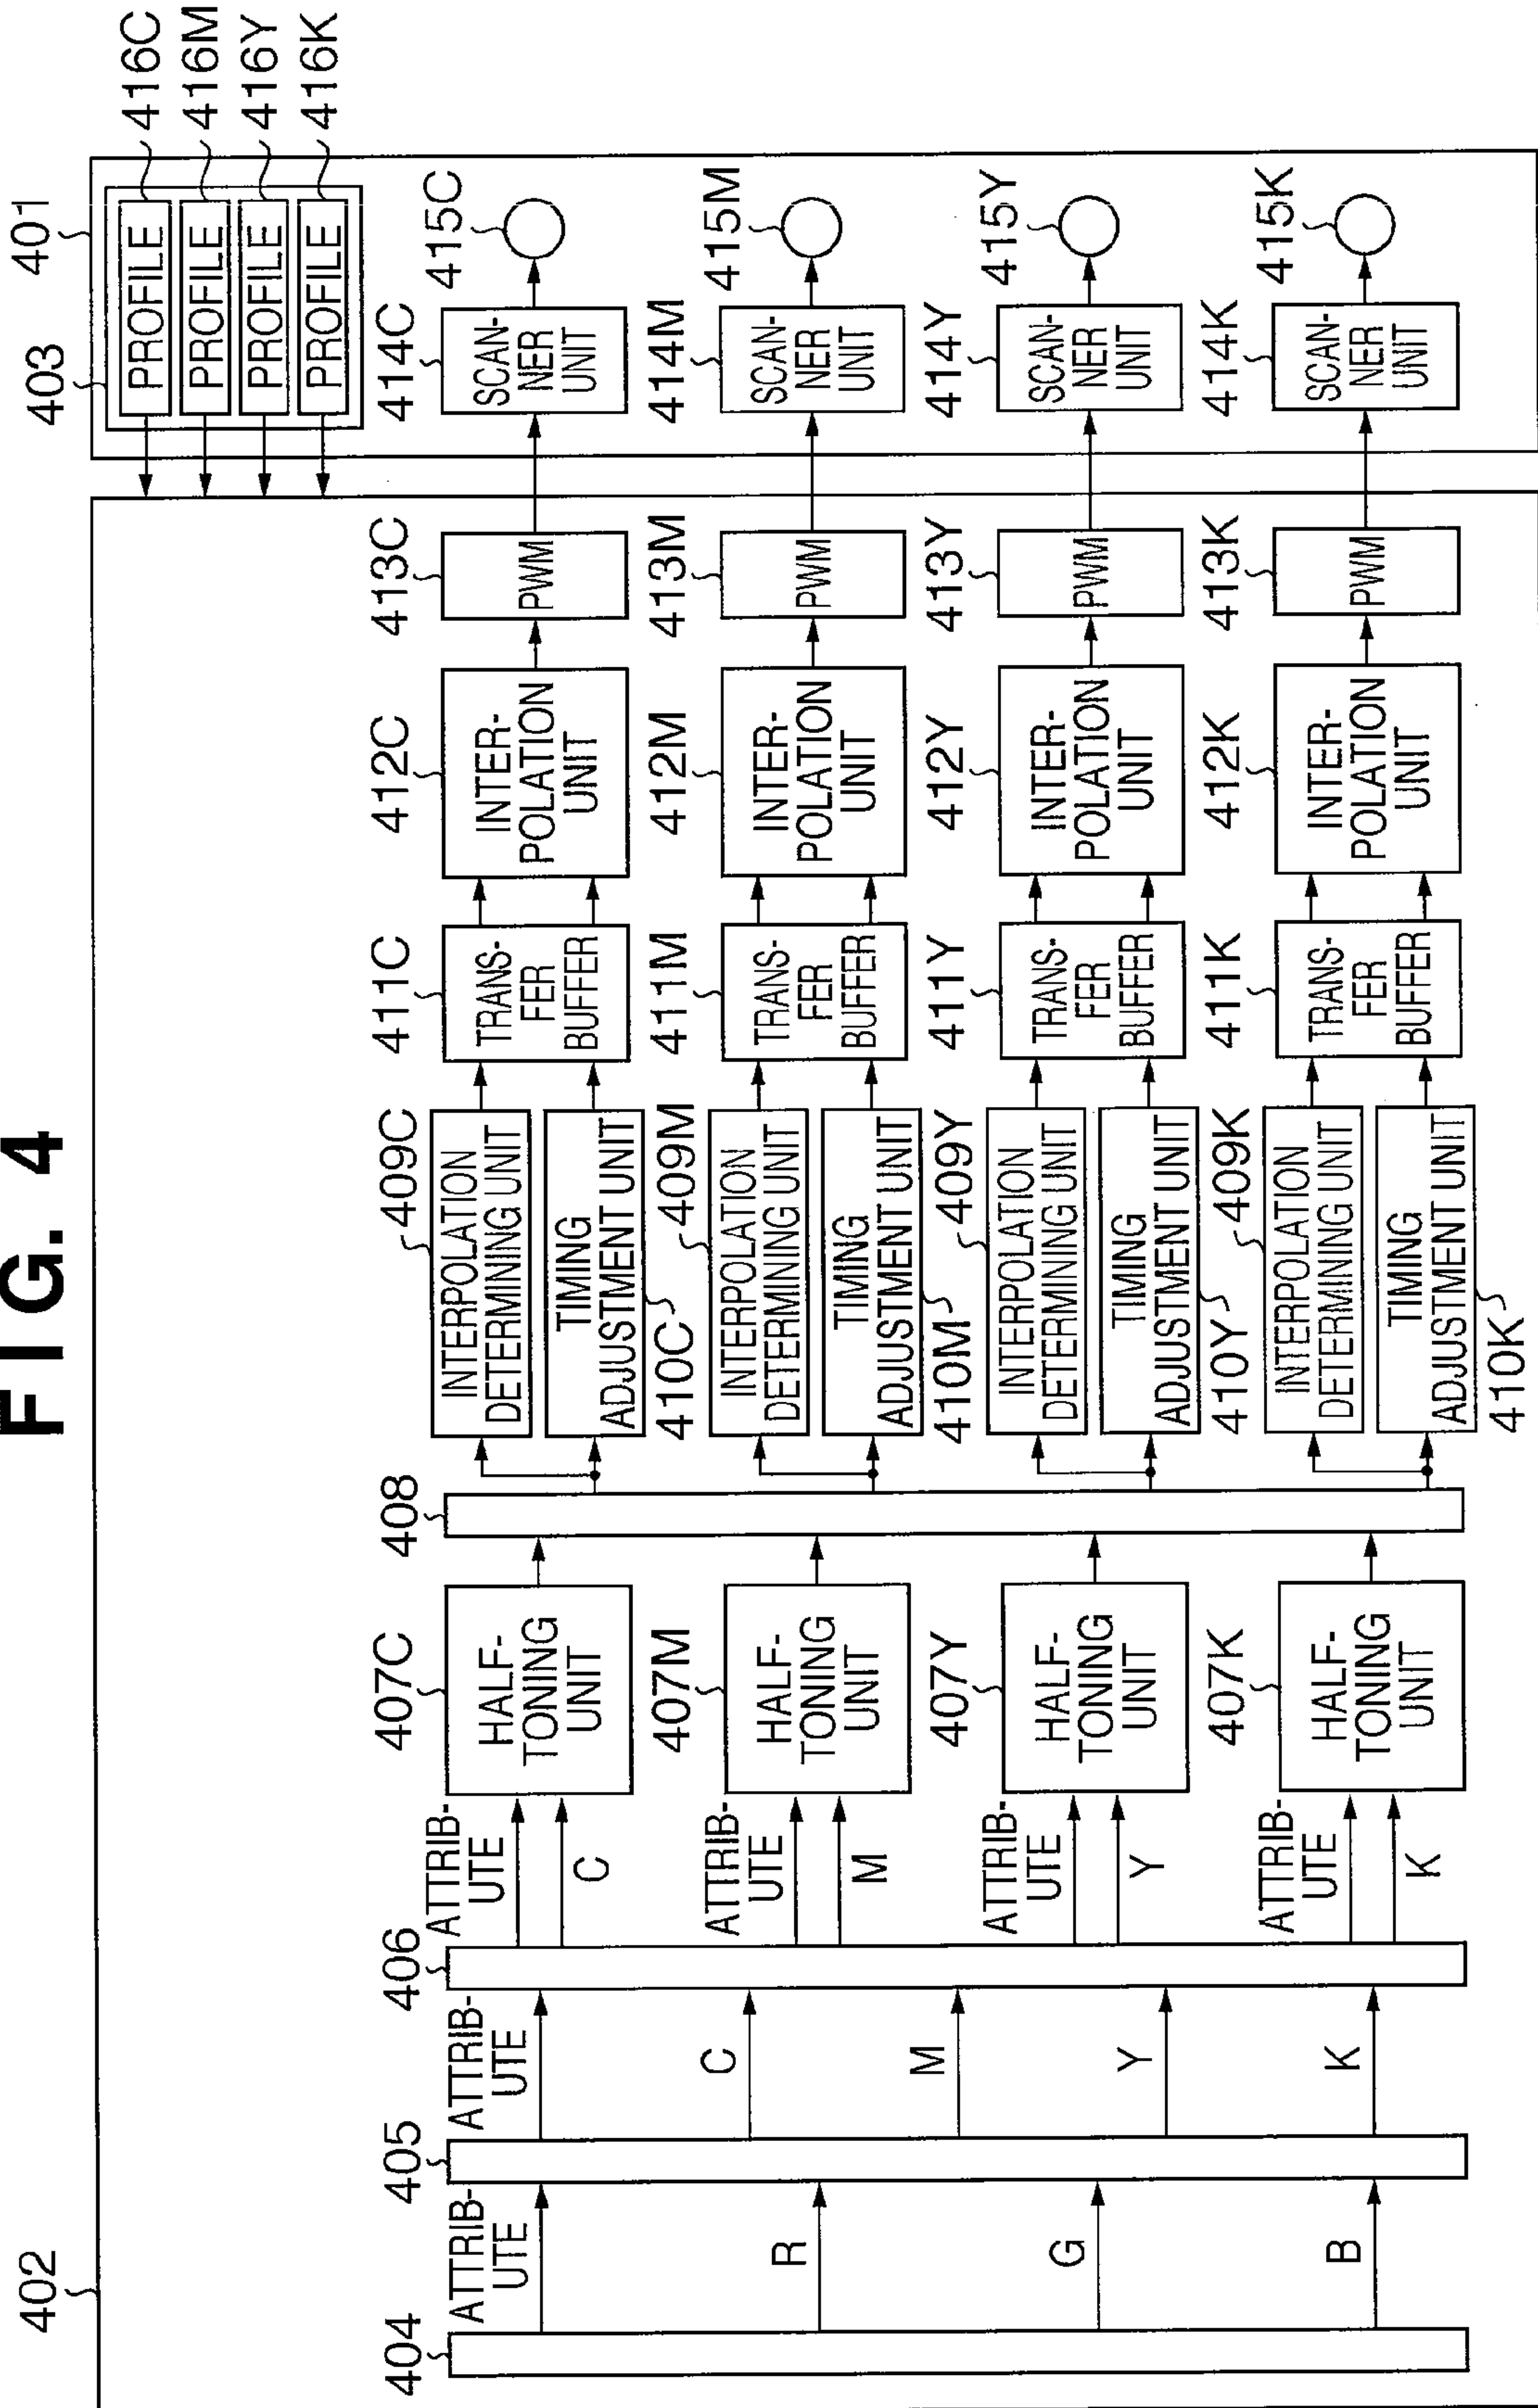 FIG. 4
402
403
401
PROFILE
416C
PROFILE
416M
PROFILE
416Y
PROFILE
416K
404
ATTRIB-
UTE
R
G
B
405
ATTRIB-
UTE
C
M
Y
K
406
ATTRIB-
UTE
C
407C
HALF-
TONING
UNIT
408
409C
INTERPOLATION
DETERMINING UNIT
TIMING
ADJUSTMENT UNIT
410C
411C
TRANS-
FER
BUFFER
412C
INTER-
POLATION
UNIT
413C
PWM
414C
SCAN-
NER
UNIT
415C
ATTRIB-
UTE
M
407M
HALF-
TONING
UNIT
409M
INTERPOLATION
DETERMINING UNIT
TIMING
ADJUSTMENT UNIT
410M
411M
TRANS-
FER
BUFFER
412M
INTER-
POLATION
UNIT
413M
PWM
414M
SCAN-
NER
UNIT
415M
ATTRIB-
UTE
Y
407Y
HALF-
TONING
UNIT
409Y
INTERPOLATION
DETERMINING UNIT
TIMING
ADJUSTMENT UNIT
410Y
411Y
TRANS-
FER
BUFFER
412Y
INTER-
POLATION
UNIT
413Y
PWM
414Y
SCAN-
NER
UNIT
415Y
ATTRIB-
UTE
K
407K
HALF-
TONING
UNIT
409K
INTERPOLATION
DETERMINING UNIT
TIMING
ADJUSTMENT UNIT
410K
411K
TRANS-
FER
BUFFER
412K
INTER-
POLATION
UNIT
413K
PWM
414K
SCAN-
NER
UNIT
415K